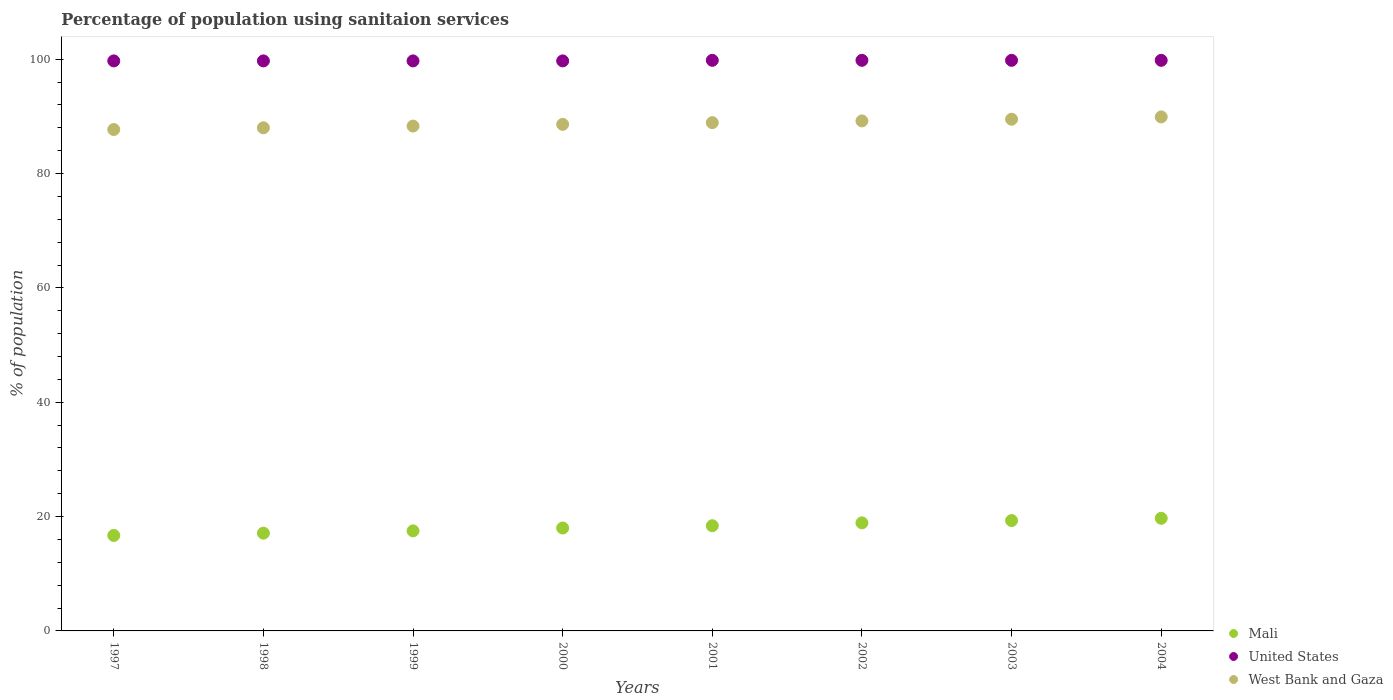 Percentage of population using sanitaion services
% of population
100
80
60
40
20
0
1997
1998
1999
2000
2001
2002
2003
2004
Years
Mali
United States
West Bank and Gaza